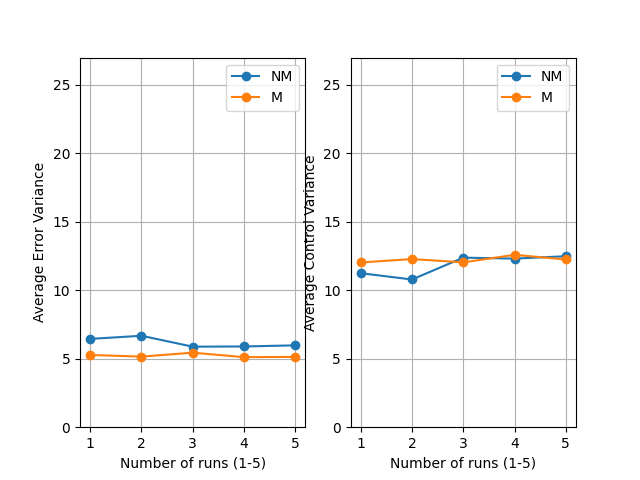 Average Error Variance
25
20
15
10
5
0
1 2 3 4 5
Number of runs (1-5)
NM
M
Average Control Variance
25
20
15
10
5
0
1 2 3 4 5
Number of runs (1-5)
NM
M